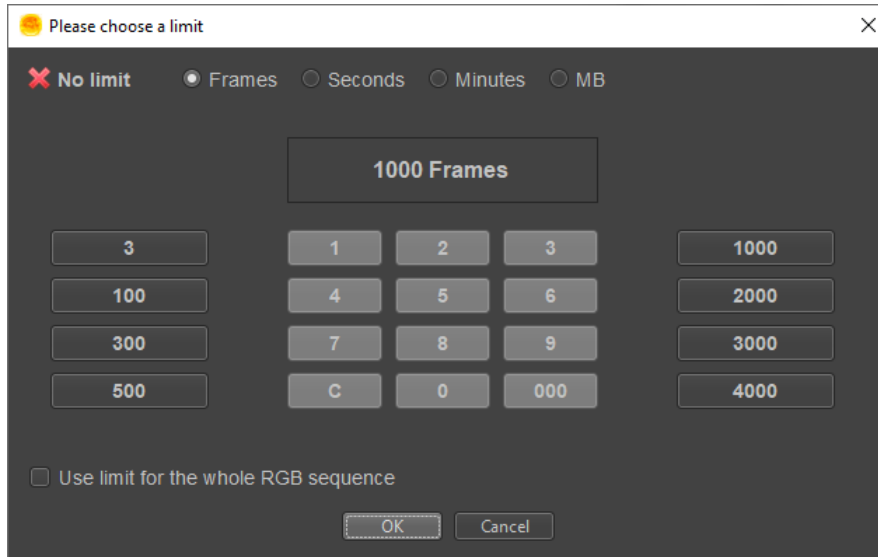 Please choose a limit
No limit Frames Seconds Minutes MB
1000 Frames
3 1 2 3 1000
100 4 5 6 2000
300 7 8 9 3000
500 C 0 000 4000
Use limit for the whole RGB sequence
OK Cancel